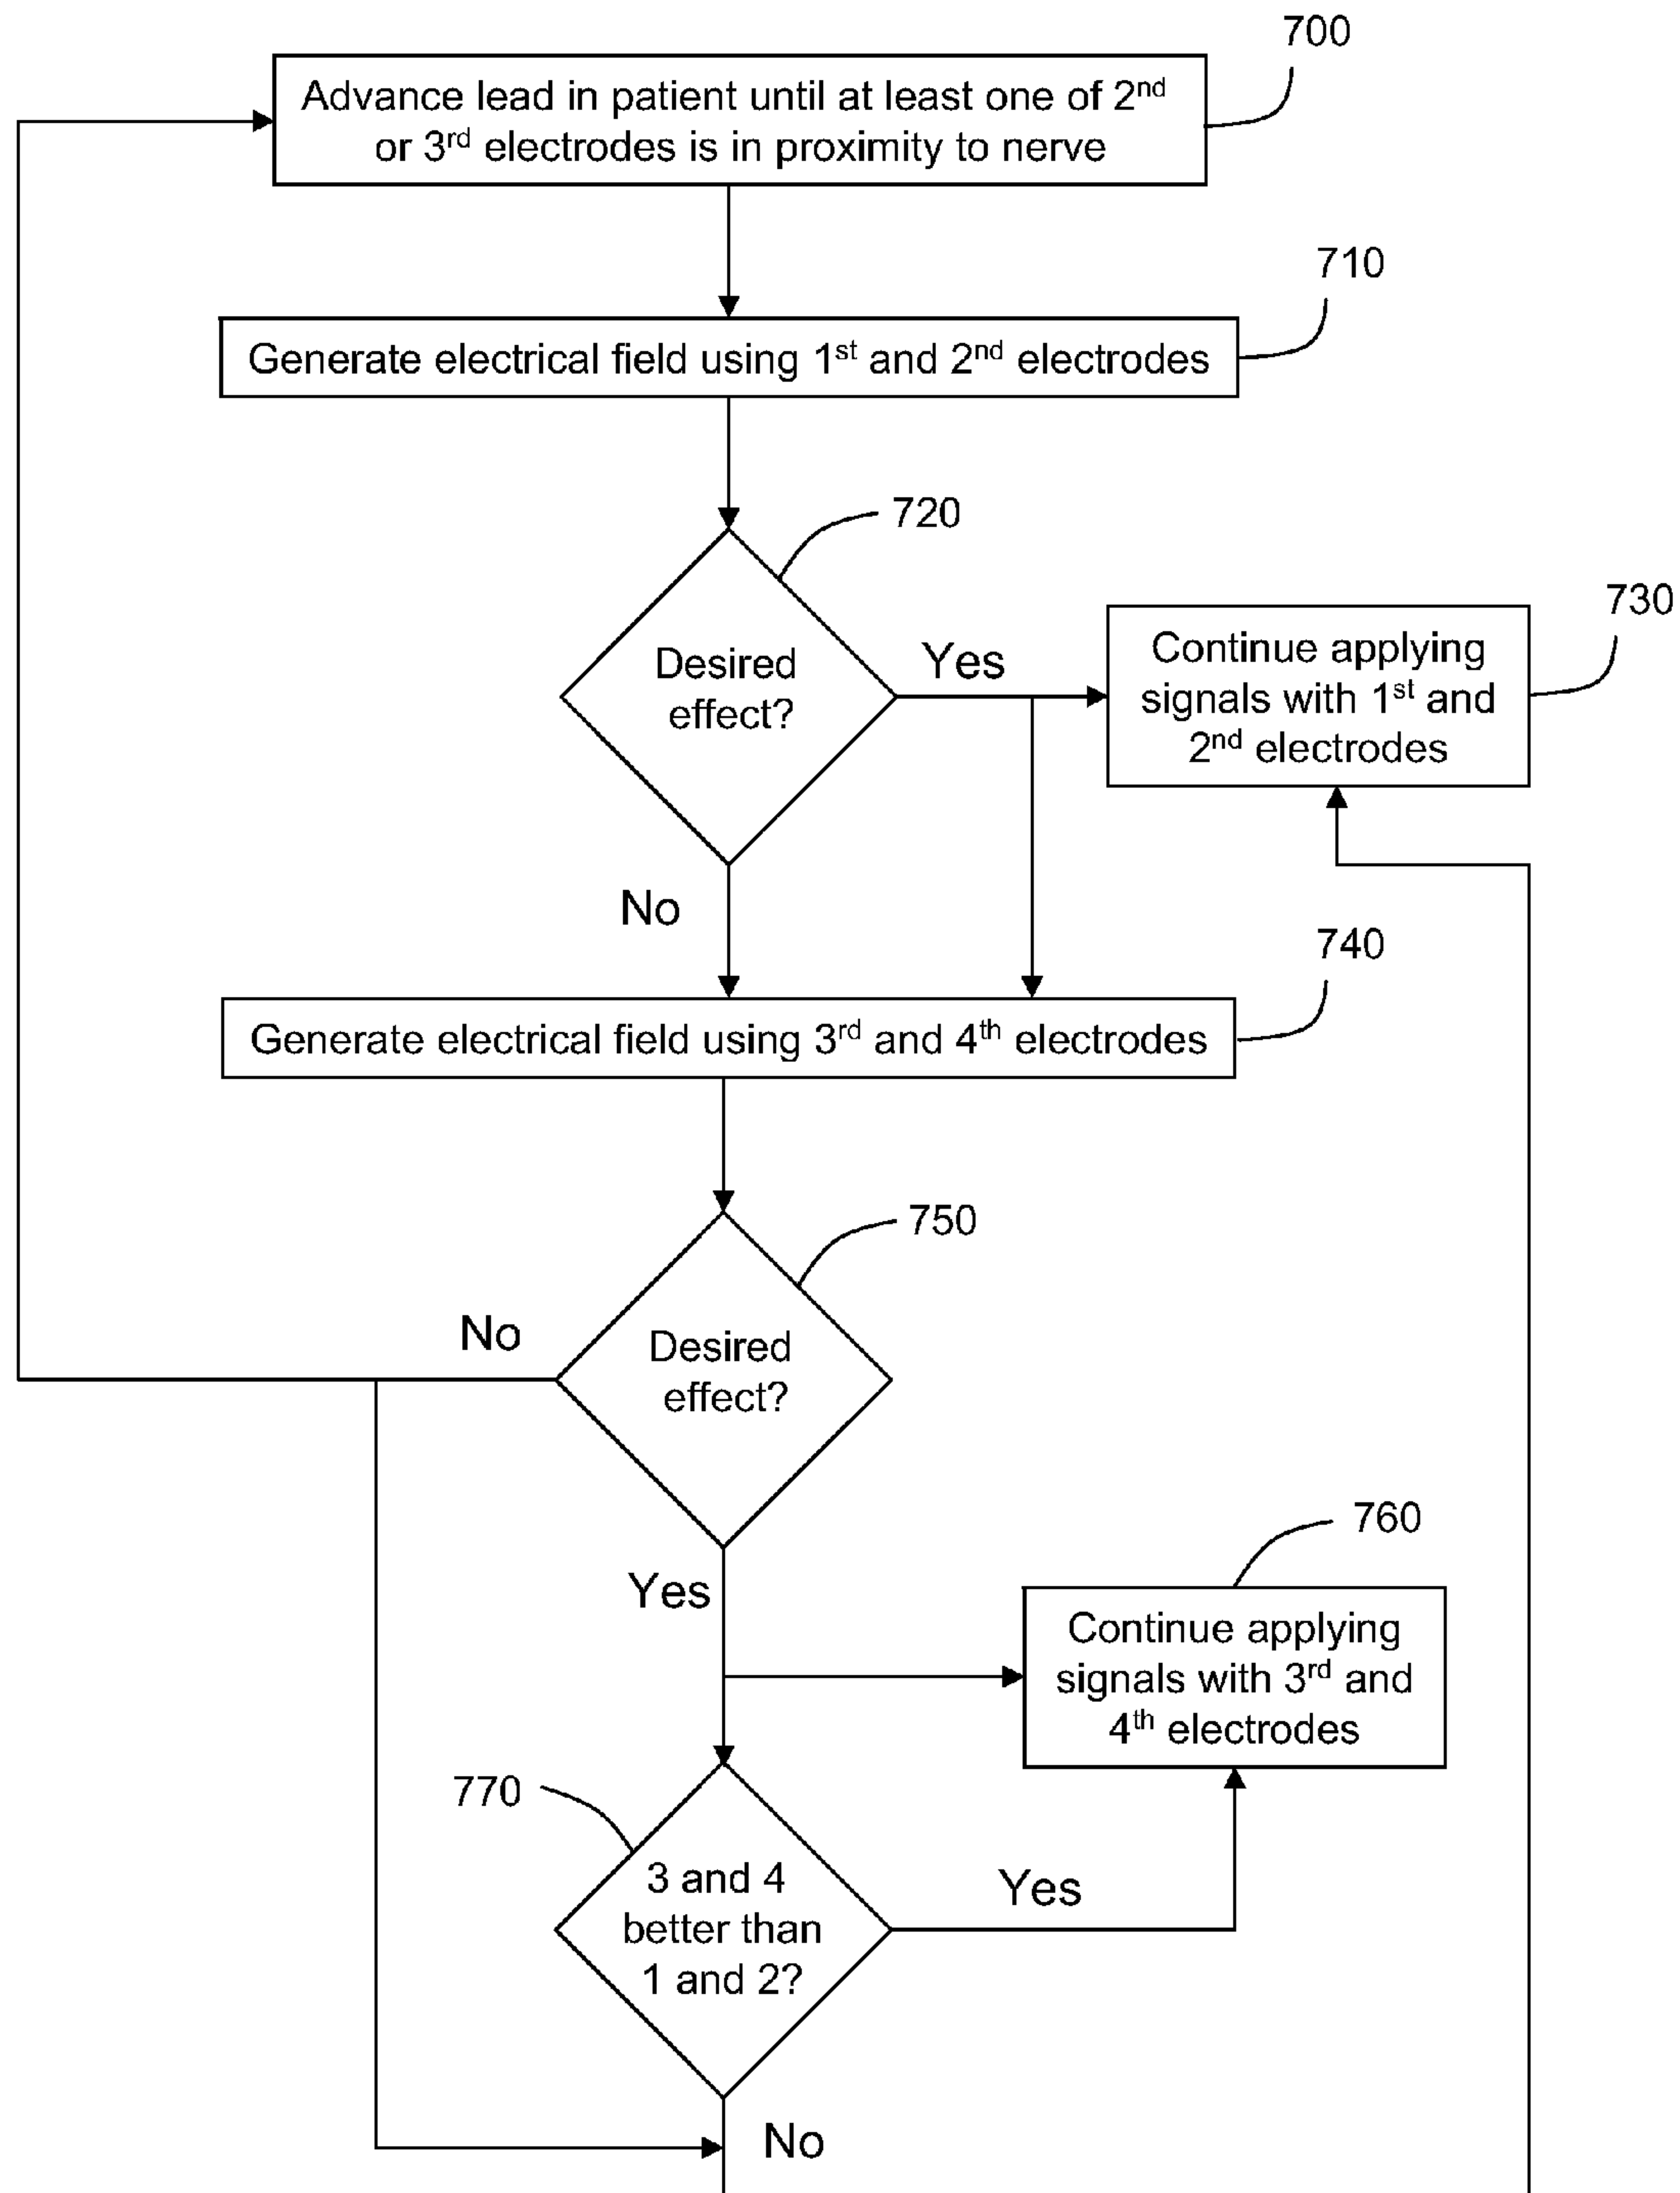 700
Advance lead in patient until at least one of 2nd
or 3rd electrodes is in proximity to nerve
710
Generate electrical field using 1st and 2nd electrodes
720
Desired
effect?
Yes
730
Continue applying
signals with 1st and
2nd electrodes
No
740
Generate electrical field using 3rd and 4th electrodes
750
Desired
effect?
No
Yes
760
Continue applying
signals with 3rd and
4th electrodes
770
3 and 4
better than
1 and 2?
Yes
No